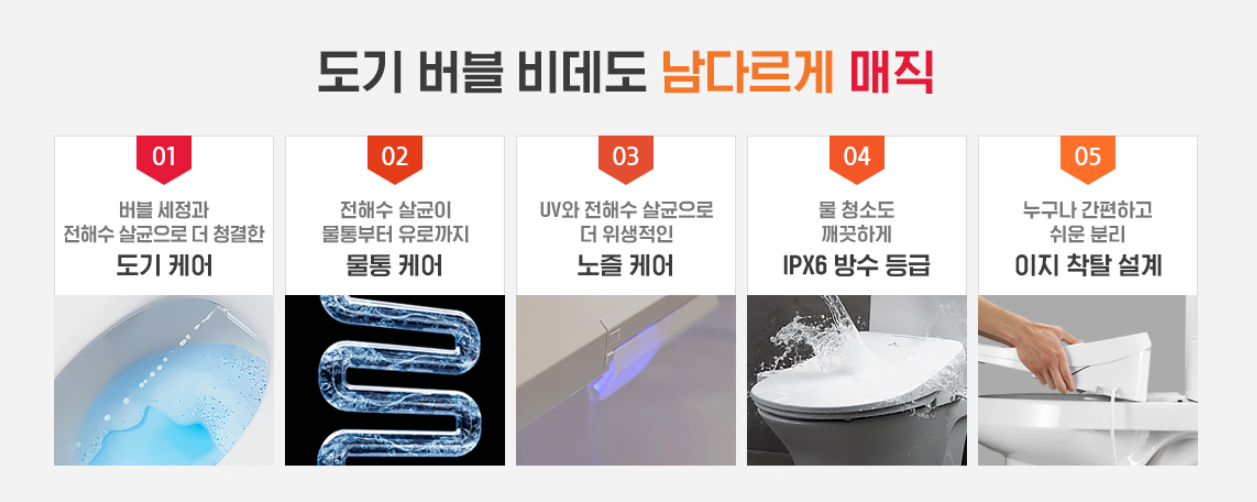 도기 버블 비데도 남다르게 매직
01
버블 세정과
전해수 살균으로 더 청결한
도기 케어
02
전해수 살균이
물통부터 유로까지
물통 케어
03
UV와 전해수 살균으로
더 위생적인
노즐 케어
04
물 청소도
깨끗하게
IPX6 방수 등급
05
누구나 간편하고
쉬운 분리
이지 착탈 설계